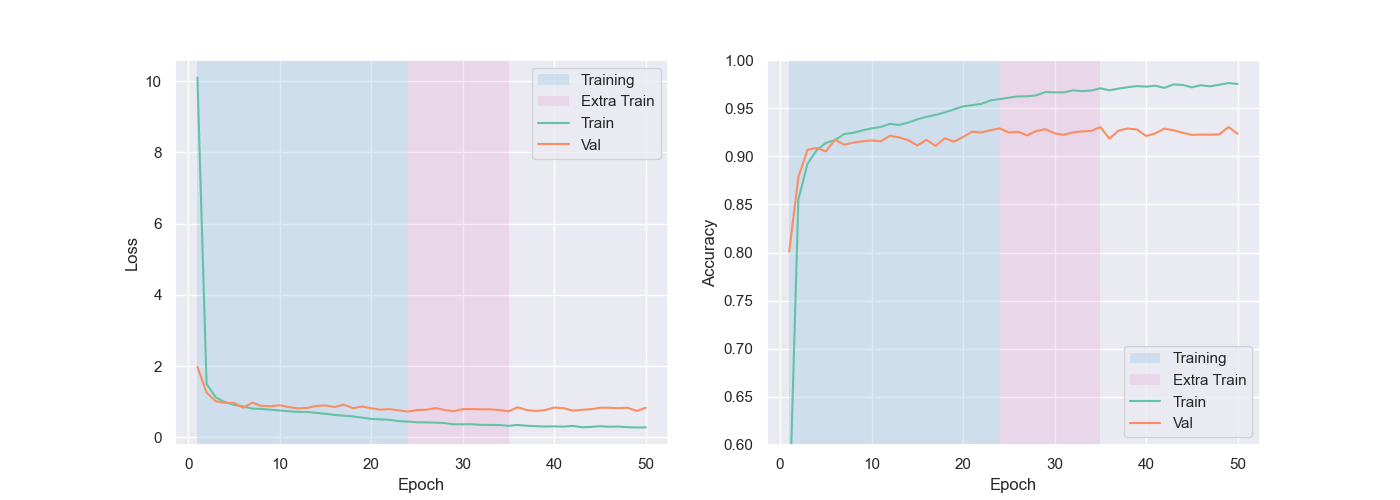 10
8
6
4
2
0
Loss
0 10 20 30 40 50
Epoch
Training
Extra Train
Train
Val
1.00
0.95
0.90
0.85
0.80
0.75
0.70
0.65
0.60
Accuracy
0 10 20 30 40 50
Epoch
Training
Extra Train
Train
Val